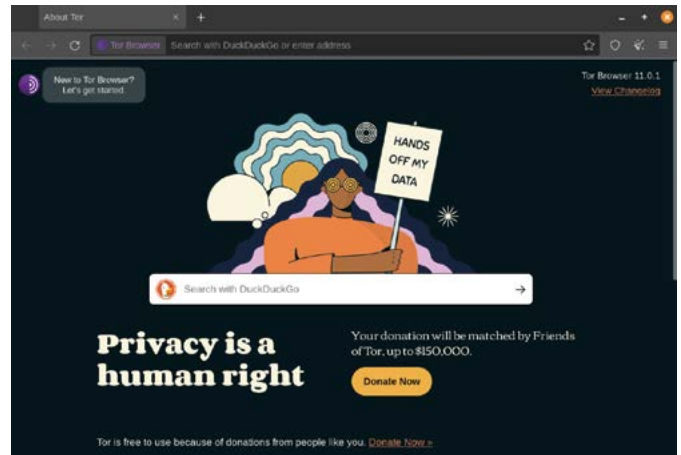 About Tor
Tor Browser
Search with DuckDuckGo or enter address
New to Tor Browser?
Let's get started.
Tor Browser 11.0.1
View Changelog
HANDS
OFF MY
DATA
Search with DuckDuckGo
Privacy is a
human right
Your donation will be matched by Friends
of Tor, up to $150,000.
Donate Now
Tor is free to use because of donations from people like you. Donate Now »